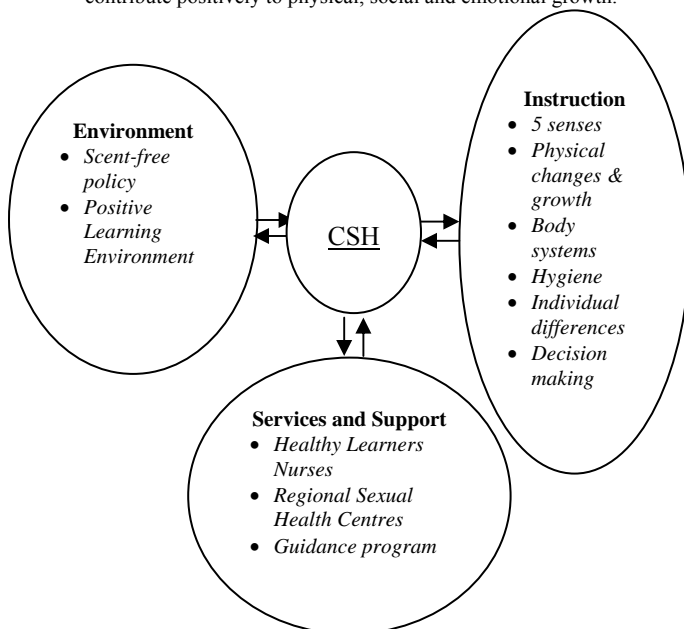 contribute positively to physical, social and emotional growth.
Environment
• Scent-free
policy
• Positive
Learning
Environment
CSH
Instruction
• 5 senses
• Physical
changes &
growth
• Body
systems
• Hygiene
• Individual
differences
• Decision
making
Services and Support
• Healthy Learners
Nurses
• Regional Sexual
Health Centres
• Guidance program